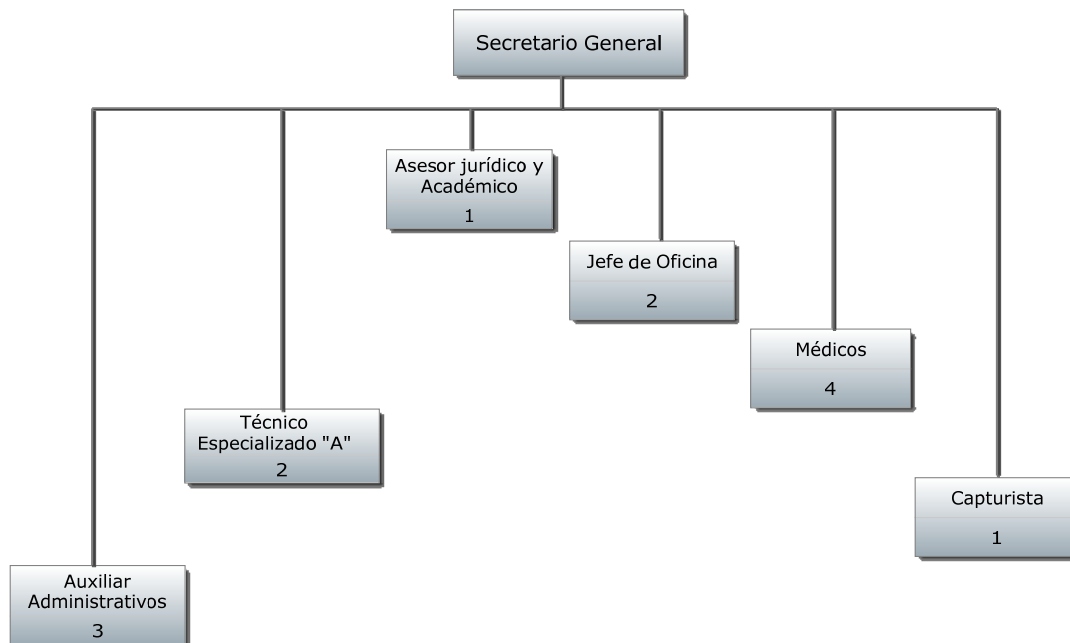 Secretario General
Asesor jurídico y
Académico
1
Jefe de Oficina
2
Médicos
4
Técnico
Especializado "A"
2
Capturista
1
Auxiliar
Administrativos
3